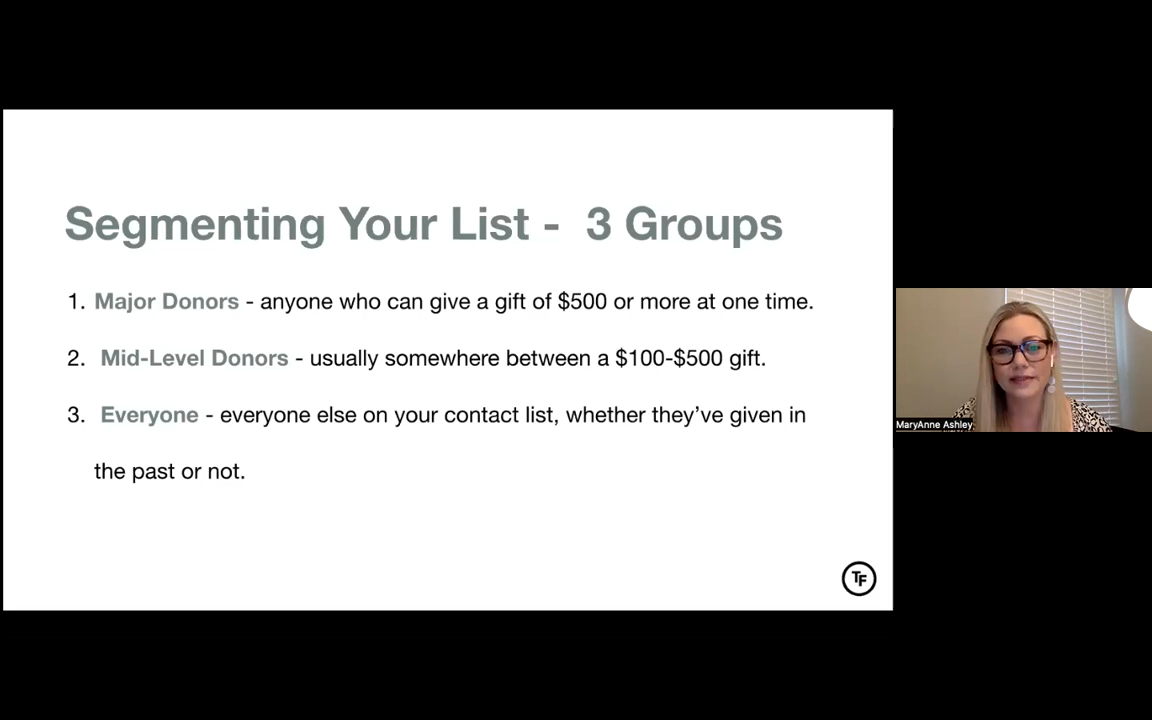 Segmenting Your List -  3 Groups
1. Major Donors - anyone who can give a gift of $500 or more at one time.
2. Mid-Level Donors - usually somewhere between a $100-$500 gift.
3. Everyone - everyone else on your contact list, whether they’ve given in
the past or not.
TF
MaryAnne Ashley